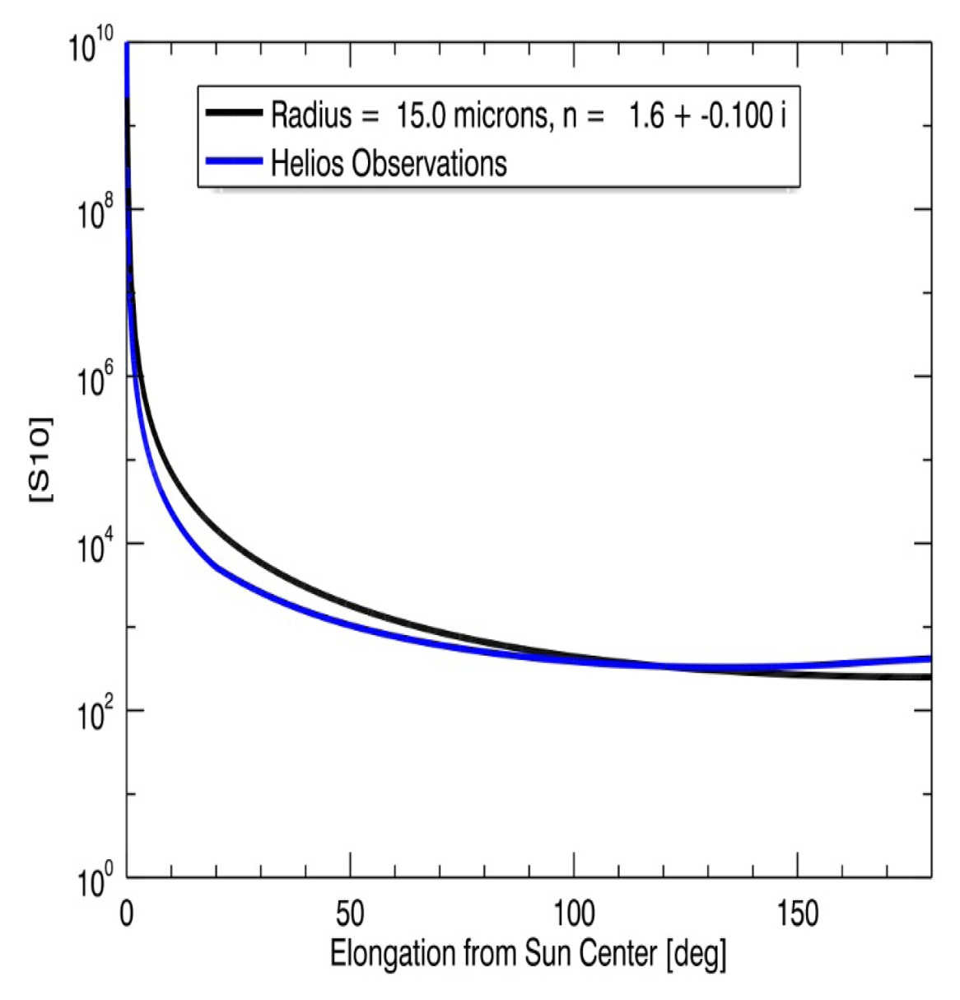 10^10
Radius = 15.0 microns, n = 1.6 + -0.100 i
Helios Observations
10^8
10^6
[S10]
10^4
10^2
10^0
0 50 100 150
Elongation from Sun Center [deg]